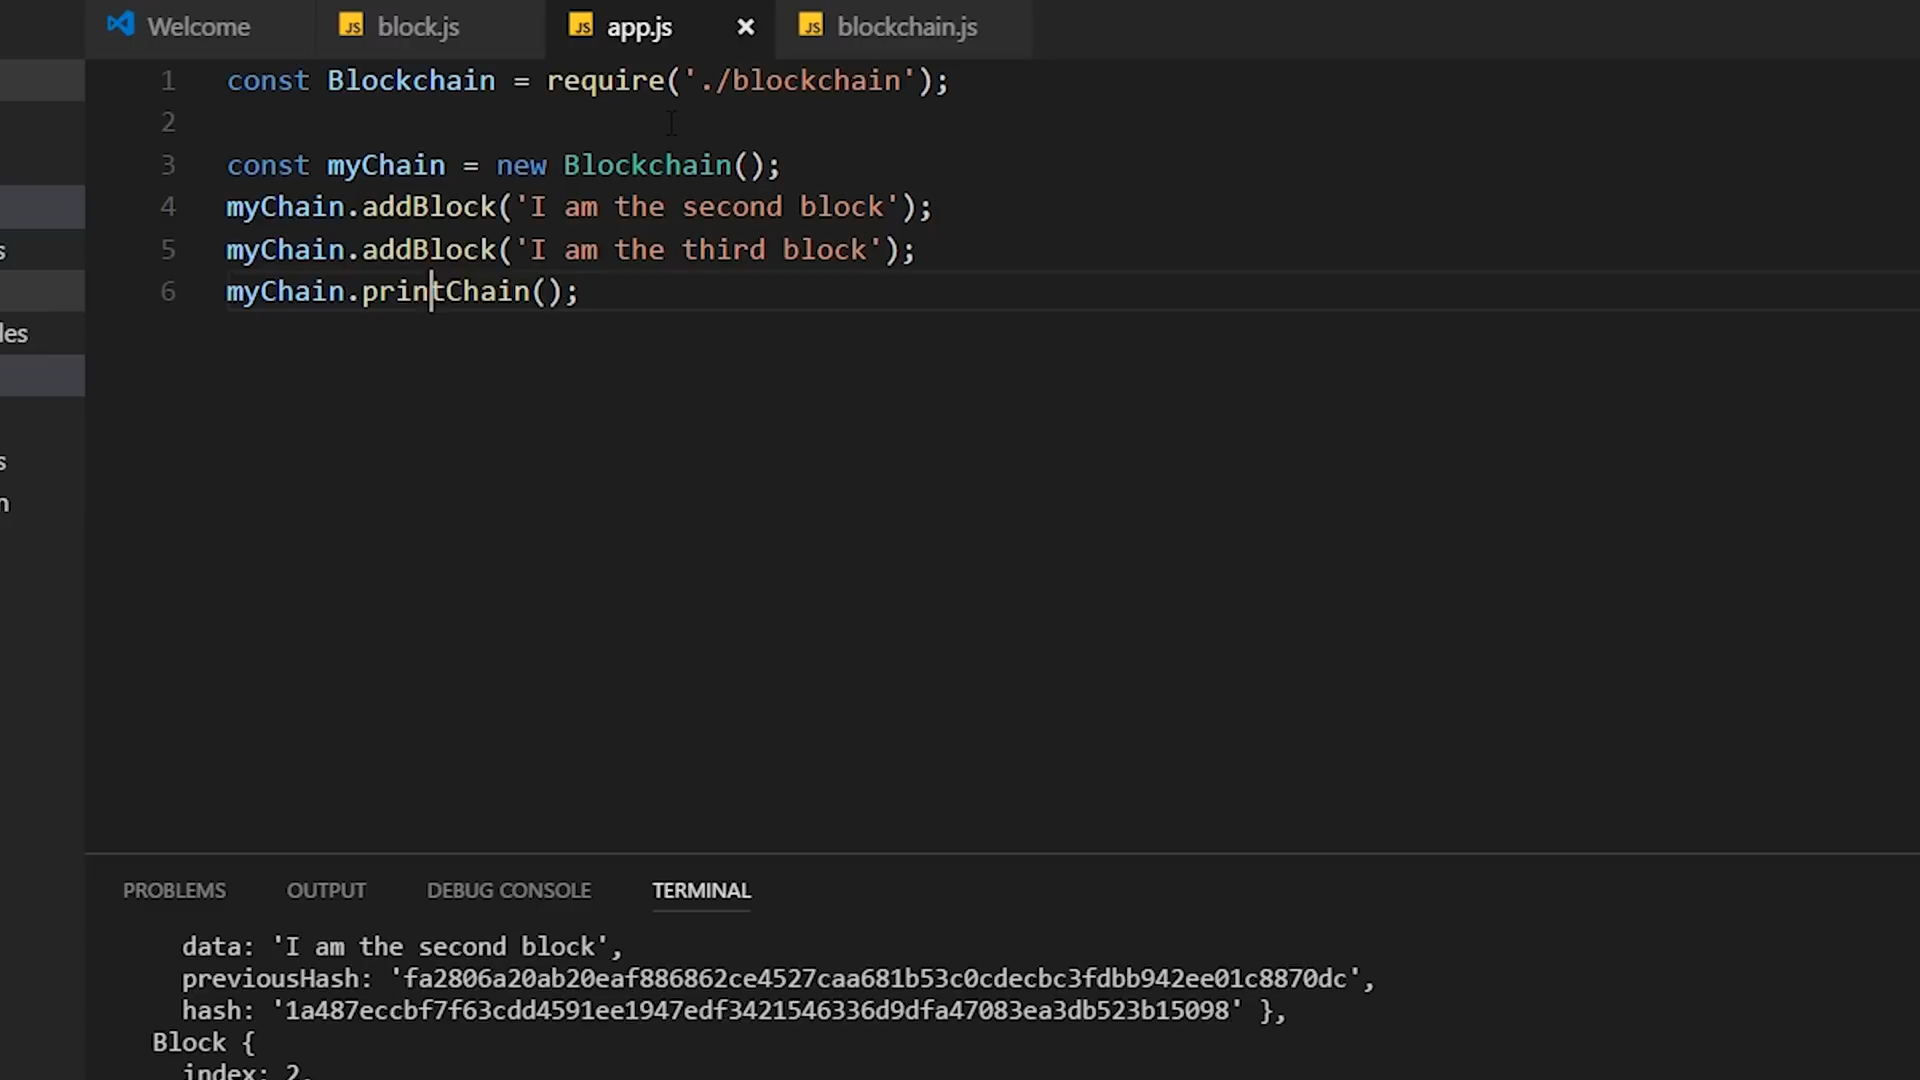 Welcome block.js app.js × blockchain.js
1 const Blockchain = require('./blockchain');
2
3 const myChain = new Blockchain();
4 myChain.addBlock('I am the second block');
5 myChain.addBlock('I am the third block');
6 myChain.printChain();
s
les
s
n
PROBLEMS OUTPUT DEBUG CONSOLE TERMINAL
data: 'I am the second block',
previousHash: 'fa2806a20ab20eaf886862ce4527caa681b53c0cdecbc3fdbb942ee01c8870dc',
hash: '1a487eccbf7f63cdd4591ee1947edf3421546336d9dfa47083ea3db523b15098' },
Block {
index: 2,